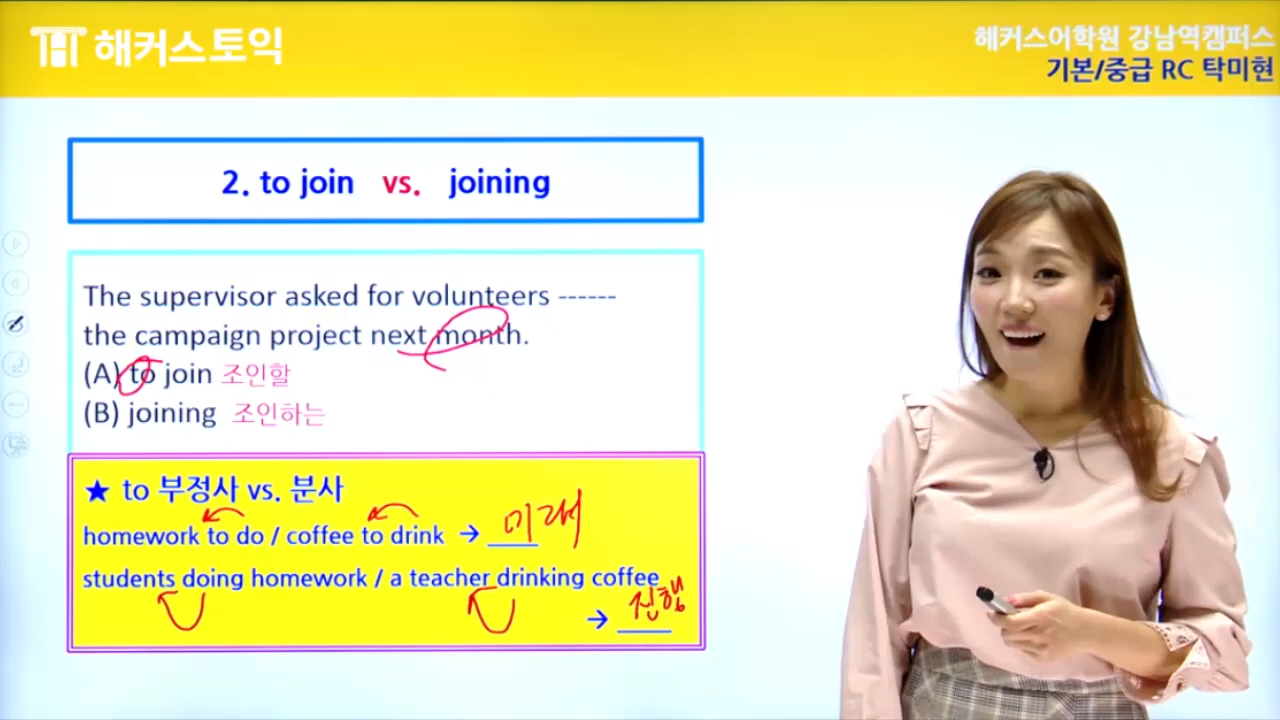 해커스토익
해커스어학원 강남역캠퍼스
기본/중급 RC 탁미현
2. to join vs. joining
The supervisor asked for volunteers ------
the campaign project next month.
(A) to join 조인할
(B) joining 조인하는
★ to 부정사 vs. 분사
homework to do / coffee to drink → 미래
students doing homework / a teacher drinking coffee
→ 진행